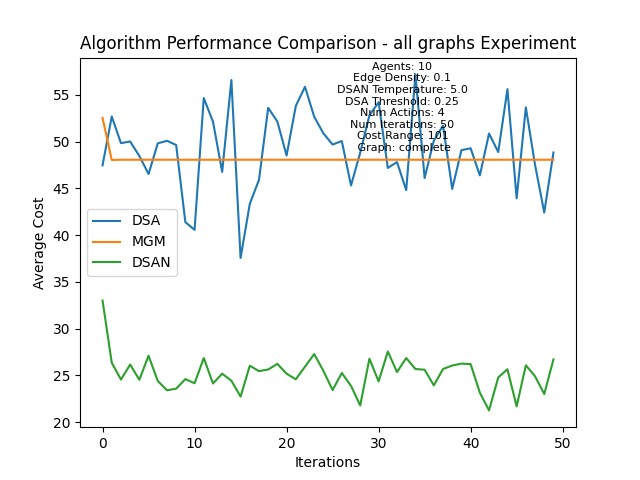 Algorithm Performance Comparison - all graphs Experiment
Agents: 10
Edge Density: 0.1
DSAN Temperature: 5.0
DSA Threshold: 0.25
Num Actions: 4
Num Iterations: 50
Cost Range: 101
Graph: complete
55
50
45
40
35
30
25
20
Average Cost
DSA
MGM
DSAN
0
10
20
30
40
50
Iterations